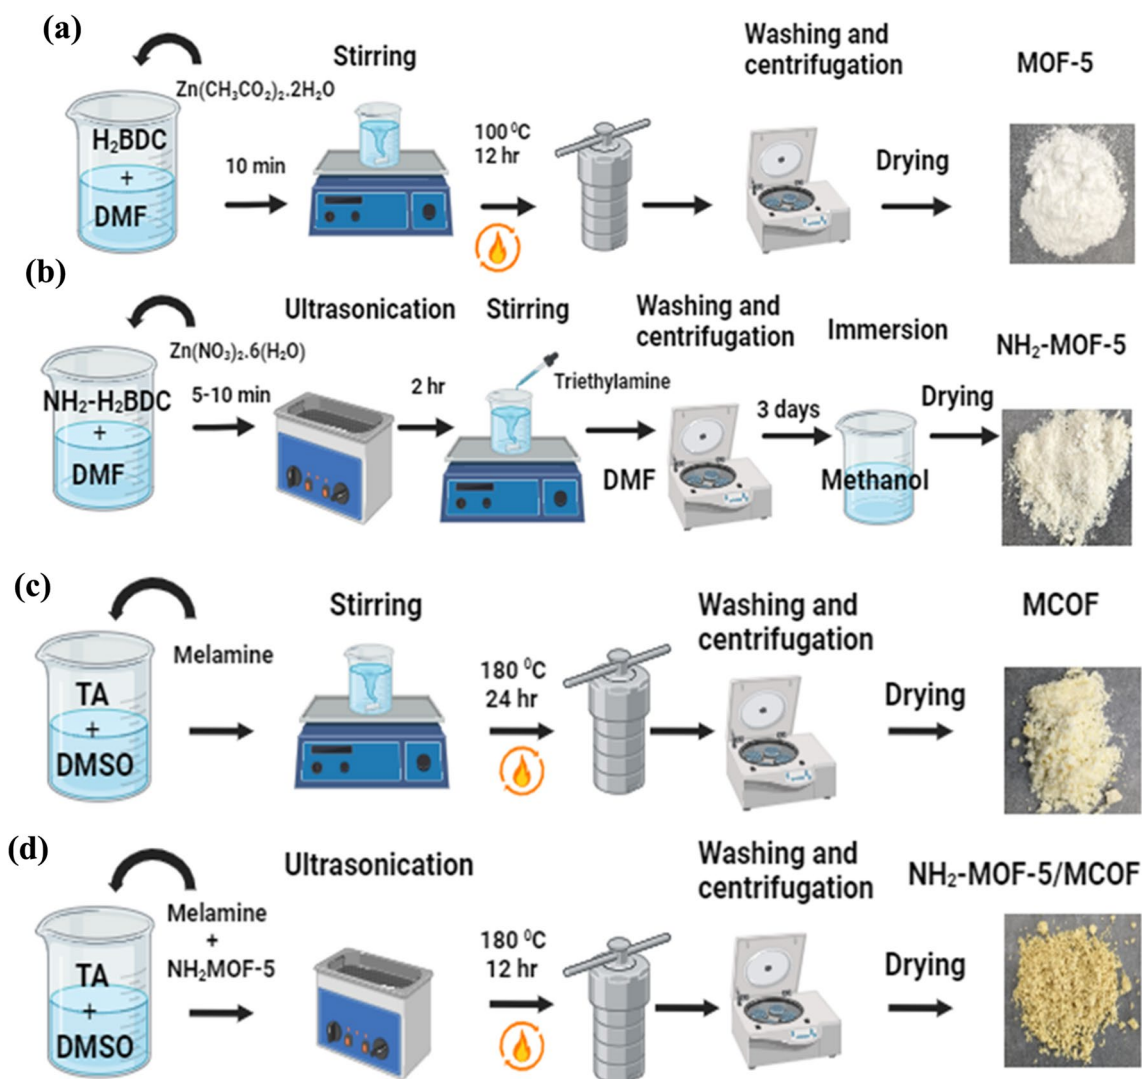 (a)
Zn(CH₃CO₂)₂.2H₂O
H₂BDC
+
DMF
10 min
Stirring
100 ⁰C
12 hr
Washing and
centrifugation
Drying
MOF-5
(b)
Zn(NO₃)₂.6(H₂O)
NH₂-H₂BDC
+
DMF
5-10 min
Ultrasonication
2 hr
Stirring
Triethylamine
DMF
Washing and
centrifugation
3 days
Immersion
Methanol
Drying
NH₂-MOF-5
(c)
Melamine
TA
+
DMSO
Stirring
180 ⁰C
24 hr
Washing and
centrifugation
Drying
MCOF
(d)
Melamine
+
NH₂MOF-5
TA
+
DMSO
Ultrasonication
180 ⁰C
12 hr
Washing and
centrifugation
Drying
NH₂-MOF-5/MCOF